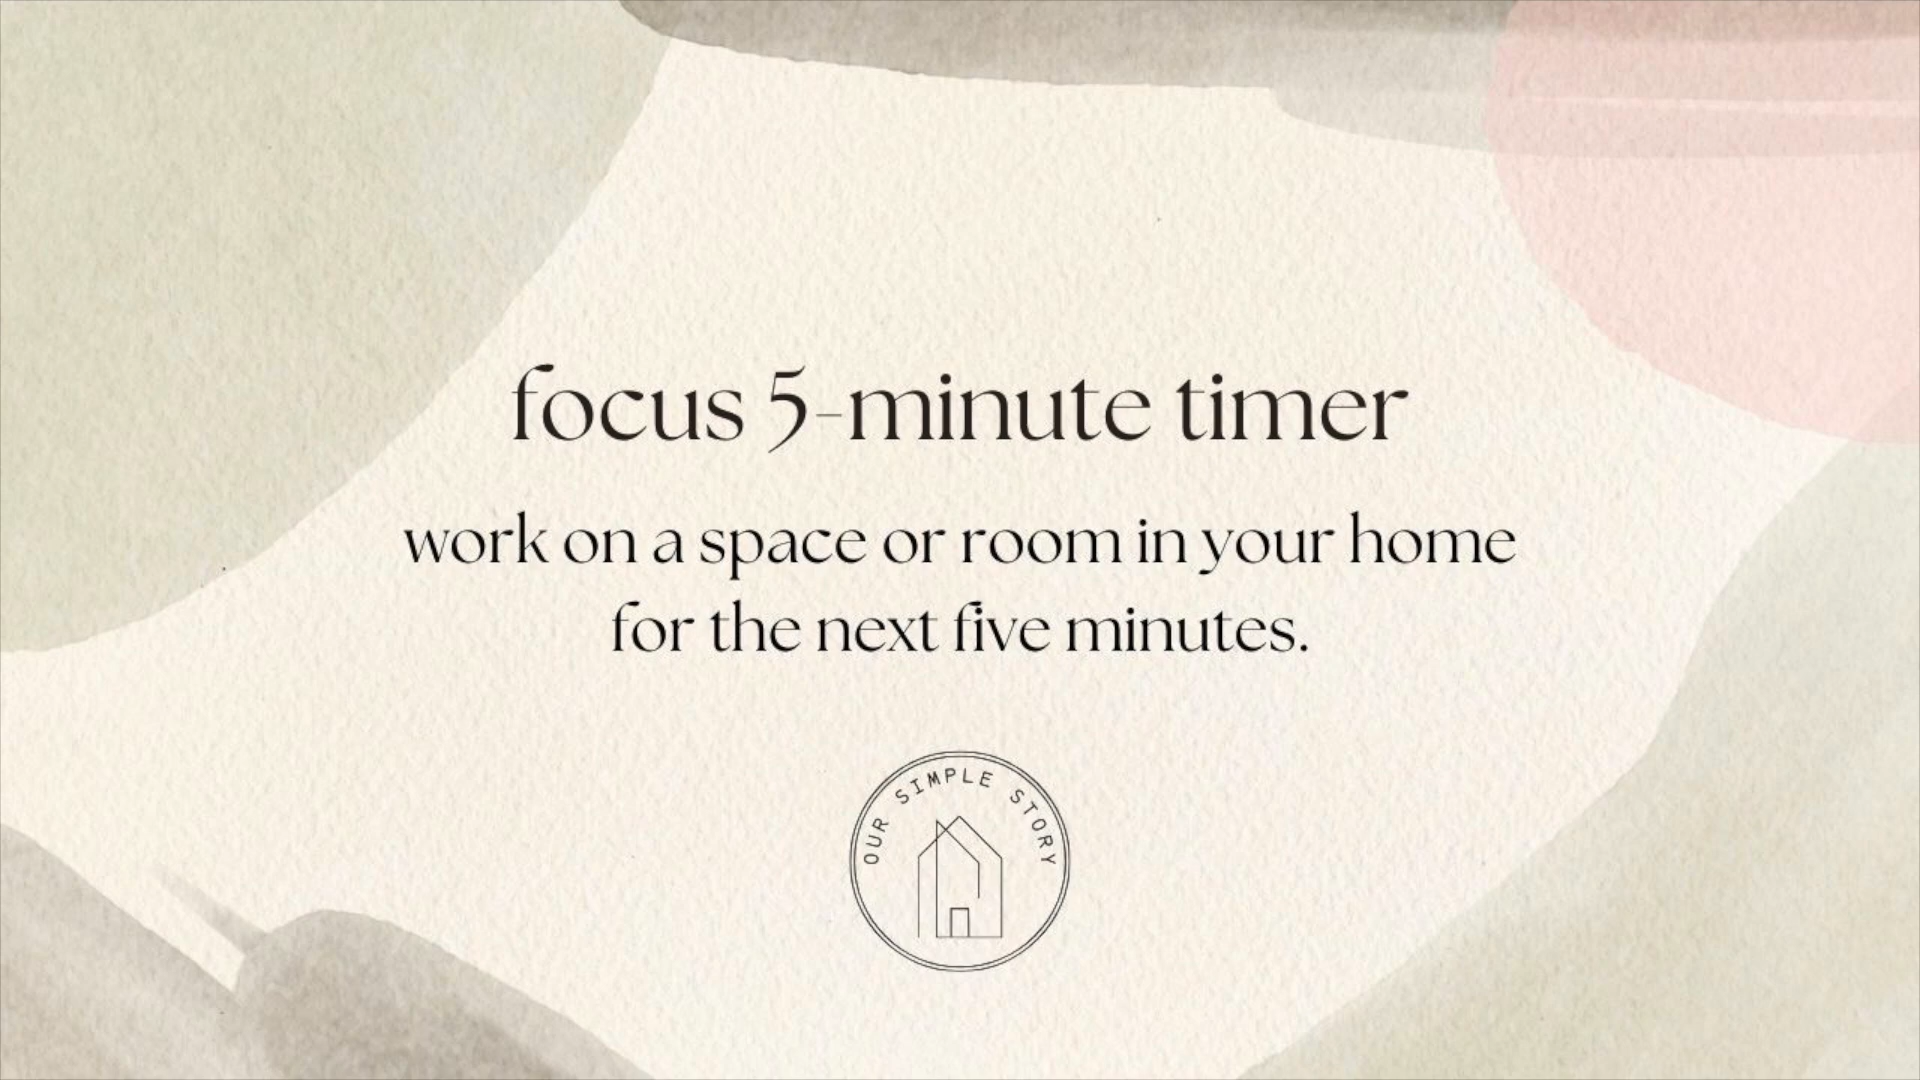 focus 5-minute timer
work on a space or room in your home
for the next five minutes.
OUR SIMPLE STORY